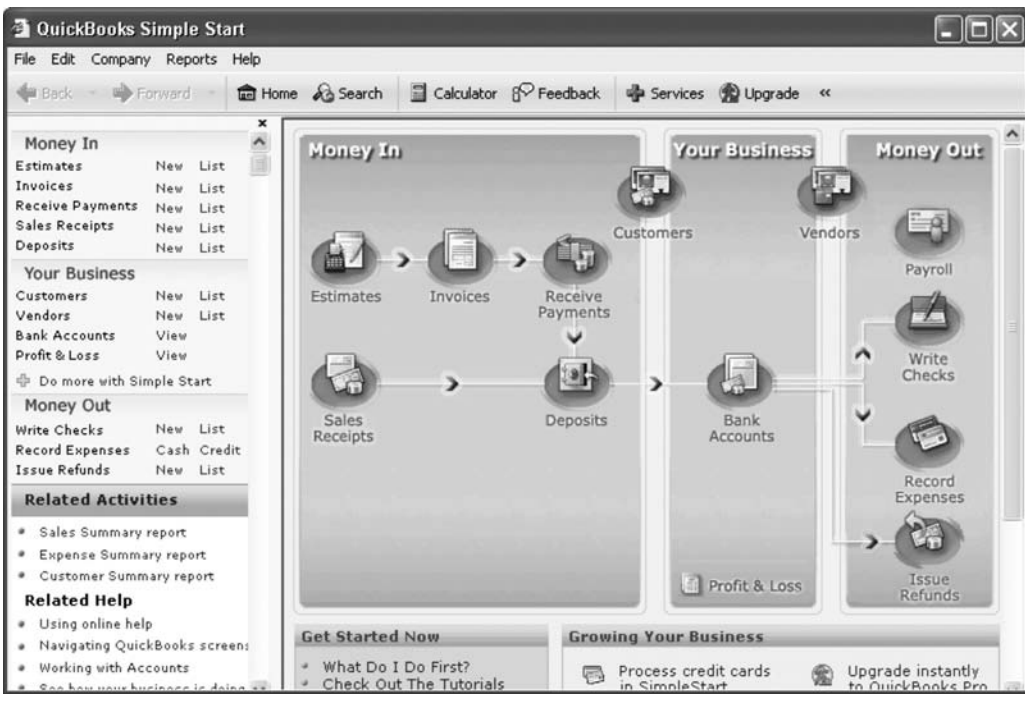 QuickBooks Simple Start
File Edit Company Reports Help
Back Forward Home Search Calculator Feedback Services Upgrade «
Money In
Estimates New List
Invoices New List
Receive Payments New List
Sales Receipts New List
Deposits New List
Your Business
Customers New List
Vendors New List
Bank Accounts View
Profit & Loss View
Do more with Simple Start
Money Out
Write Checks New List
Record Expenses Cash Credit
Issue Refunds New List
Related Activities
Sales Summary report
Expense Summary report
Customer Summary report
Related Help
Using online help
Navigating QuickBooks screens
Working with Accounts
See how your business is doing
Money In
Estimates
Invoices
Receive
Payments
Sales
Receipts
Deposits
Your Business
Customers
Vendors
Bank
Accounts
Profit & Loss
Money Out
Payroll
Write
Checks
Record
Expenses
Issue
Refunds
Get Started Now
What Do I Do First?
Check Out The Tutorials
Growing Your Business
Process credit cards
in SimpleStart
Upgrade instantly
to QuickBooks Pro